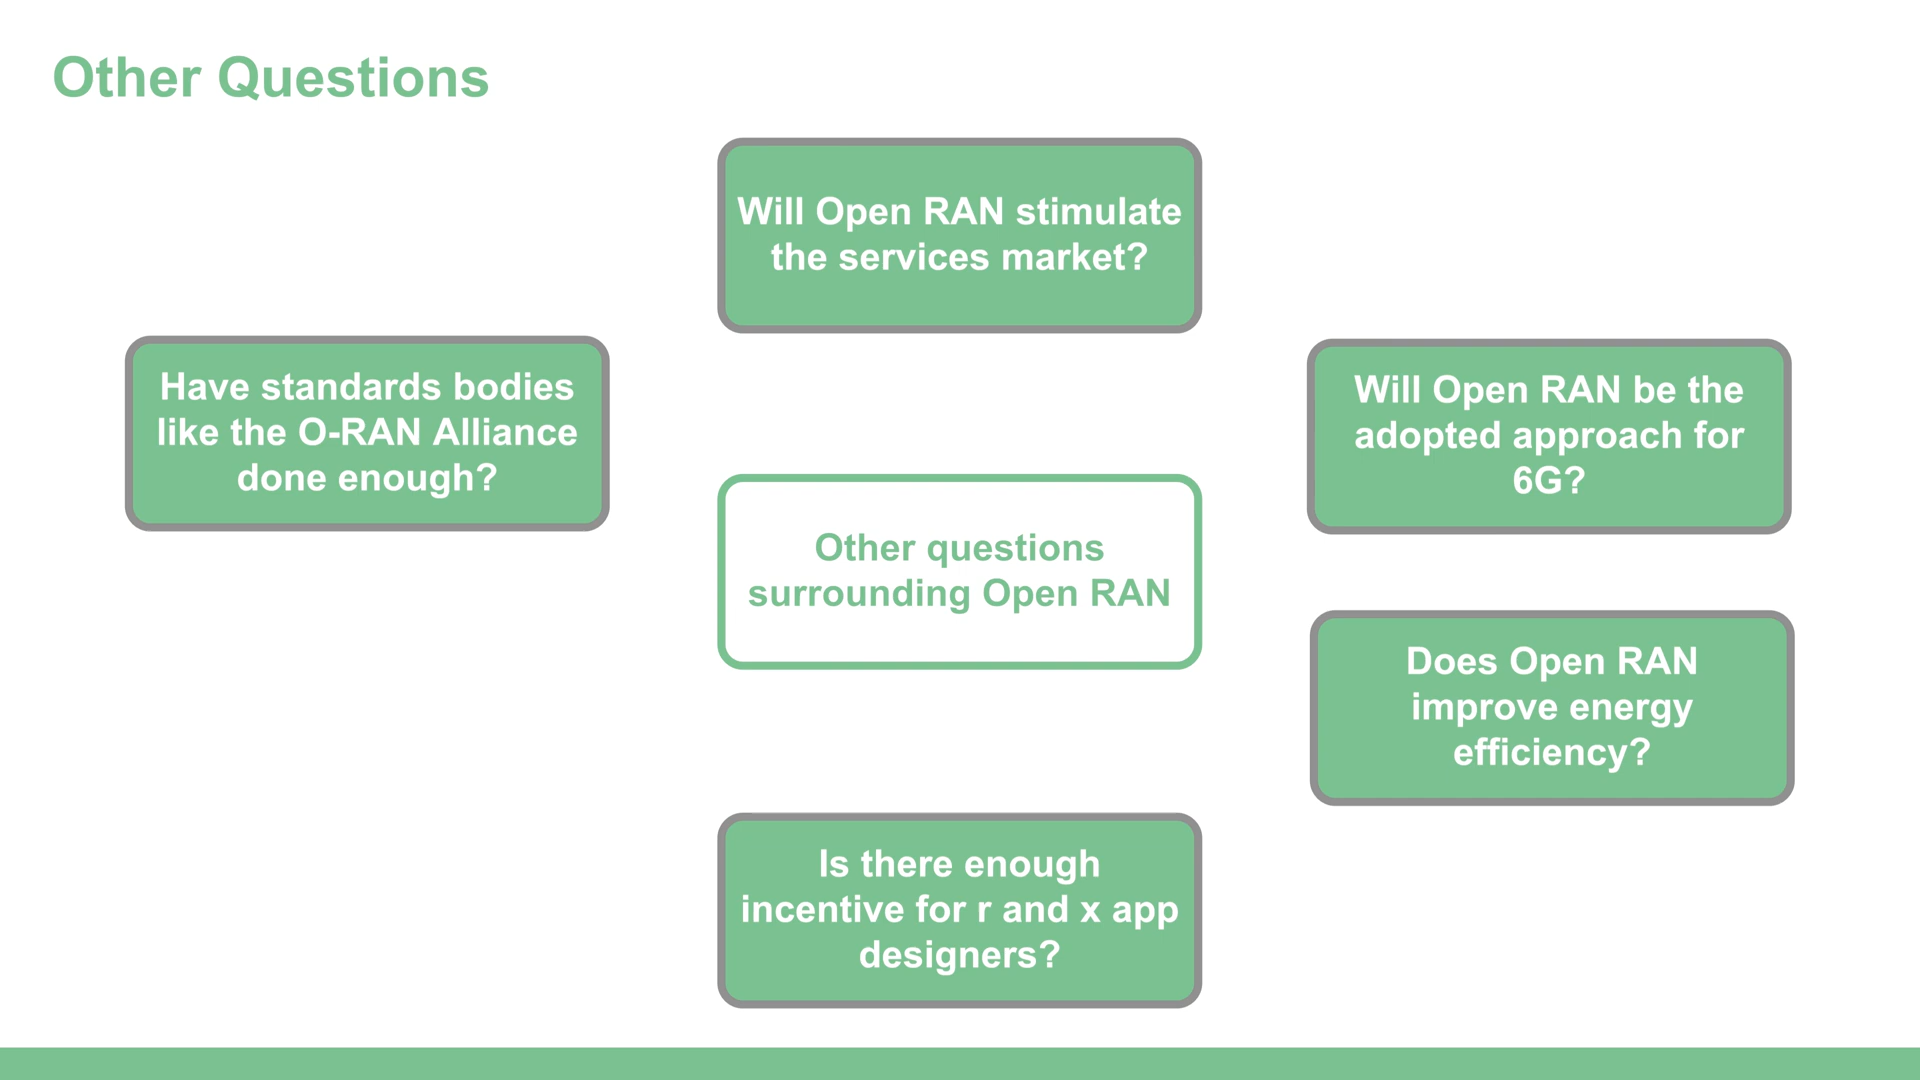 Other Questions
Will Open RAN stimulate
the services market?
Have standards bodies
like the O-RAN Alliance
done enough?
Will Open RAN be the
adopted approach for
6G?
Other questions
surrounding Open RAN
Does Open RAN
improve energy
efficiency?
Is there enough
incentive for r and x app
designers?